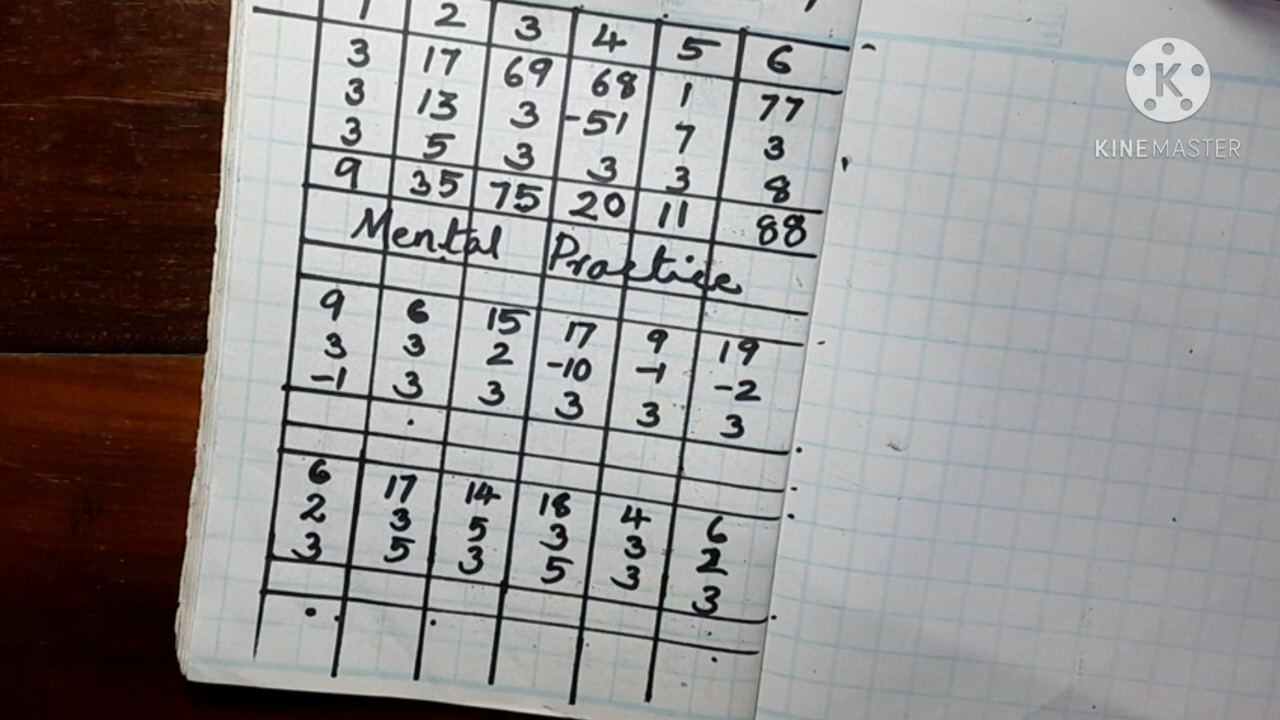 1 2 3 4 5 6
3 17 69 68 1 77
3 13 3 -51 7 3
3 5 3 3 3 8
9 35 75 20 11 88
Mental Practice
9 6 15 17 9 19
3 3 2 -10 -1 -2
-1 3 3 3 3 3
6 17 14 18 4 6
2 3 5 3 3 2
3 5 3 5 3 3
K
KINEMASTER